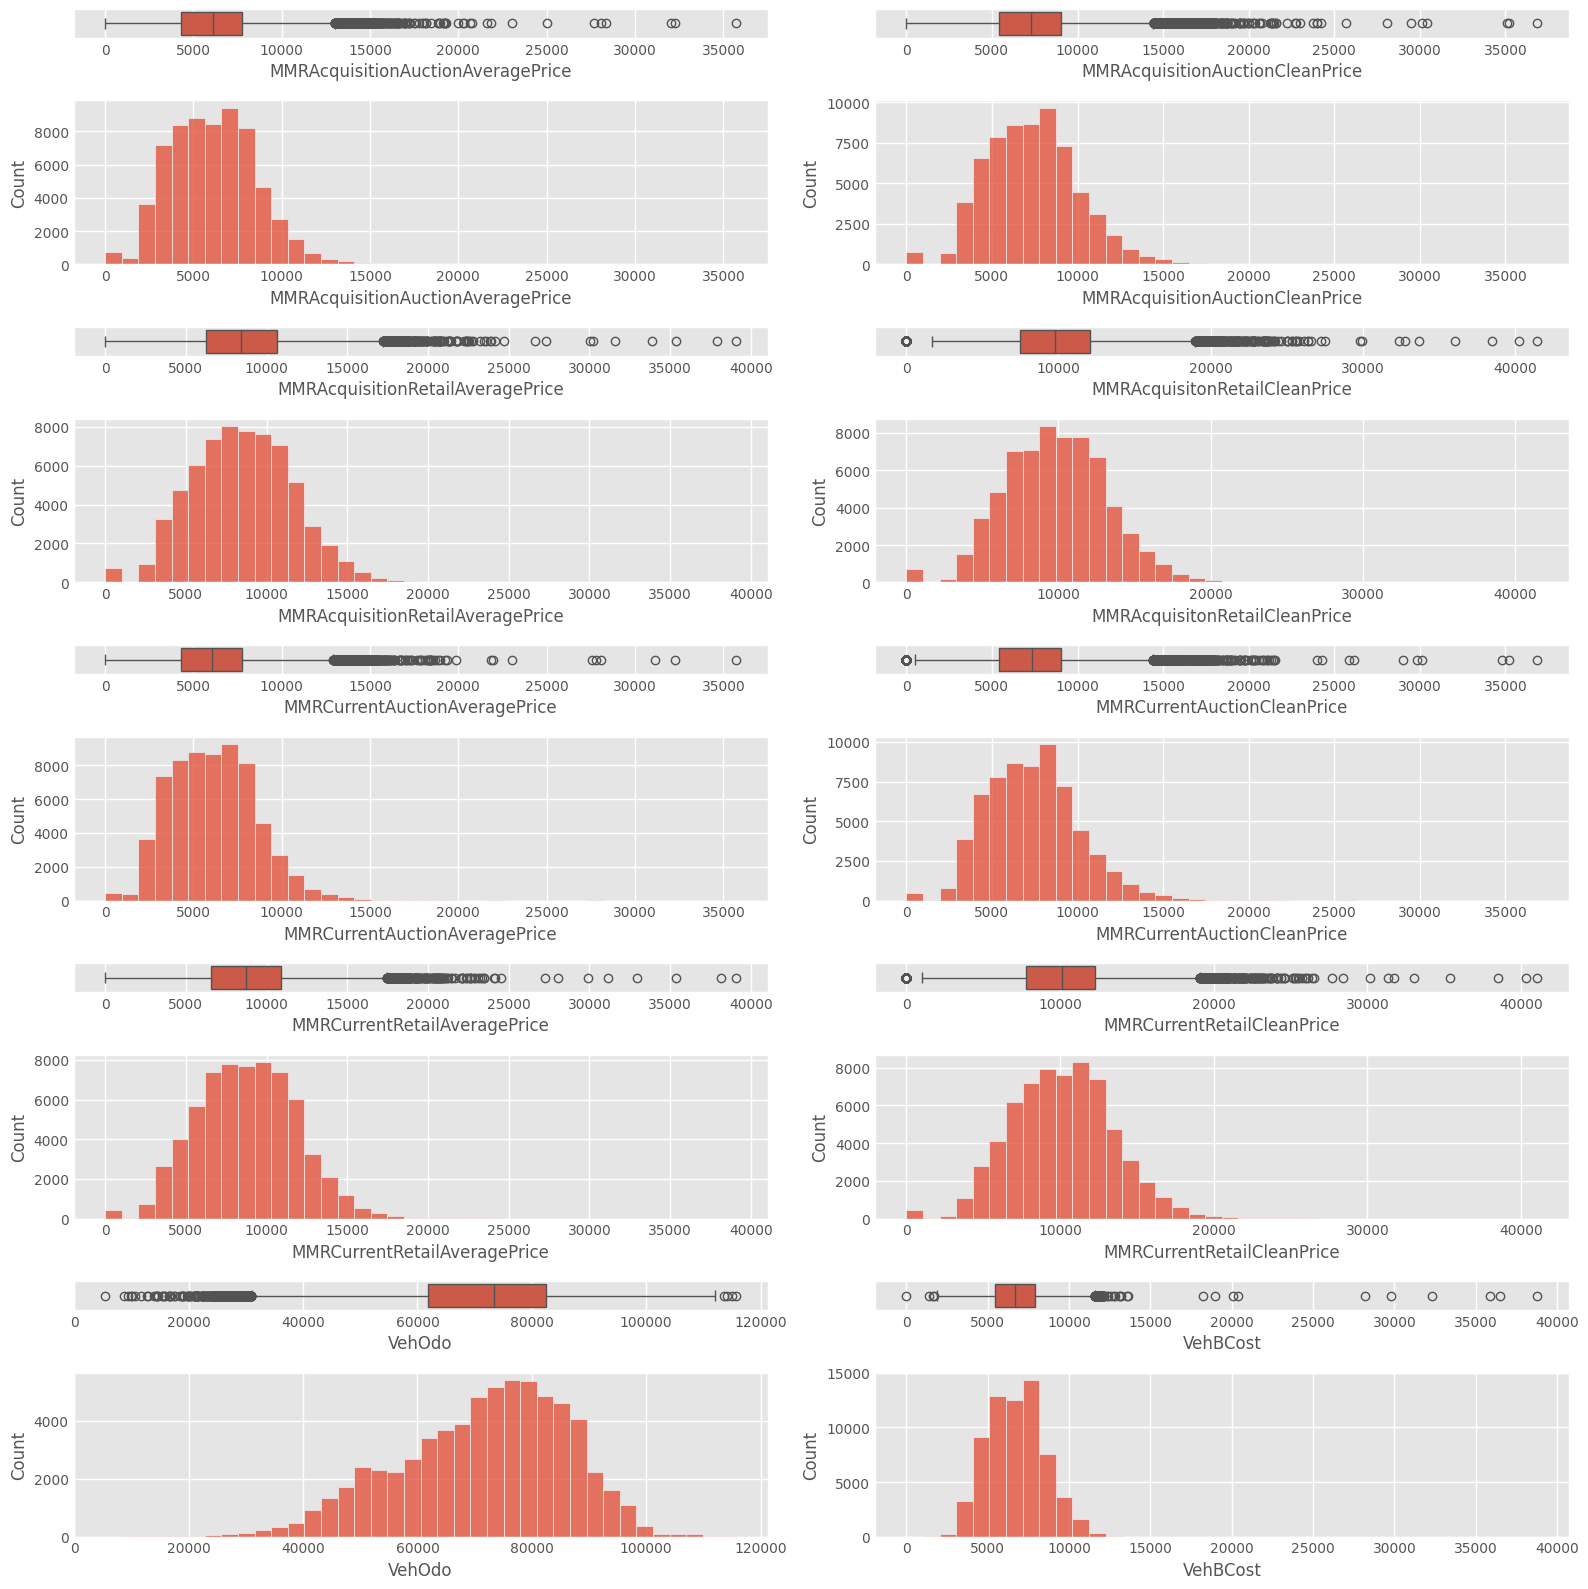 0 5000 10000 15000 20000 25000 30000 35000
MMRAcquisitionAuctionAveragePrice
0 5000 10000 15000 20000 25000 30000 35000
MMRAcquisitionAuctionCleanPrice
8000
6000
4000
2000
0
Count
0 5000 10000 15000 20000 25000 30000 35000
MMRAcquisitionAuctionAveragePrice
10000
7500
5000
2500
0
Count
0 5000 10000 15000 20000 25000 30000 35000
MMRAcquisitionAuctionCleanPrice
0 5000 10000 15000 20000 25000 30000 35000 40000
MMRAcquisitionRetailAveragePrice
0 10000 20000 30000 40000
MMRAcquisitonRetailCleanPrice
8000
6000
4000
2000
0
Count
0 5000 10000 15000 20000 25000 30000 35000 40000
MMRAcquisitionRetailAveragePrice
8000
6000
4000
2000
0
Count
0 10000 20000 30000 40000
MMRAcquisitonRetailCleanPrice
0 5000 10000 15000 20000 25000 30000 35000
MMRCurrentAuctionAveragePrice
0 5000 10000 15000 20000 25000 30000 35000
MMRCurrentAuctionCleanPrice
8000
6000
4000
2000
0
Count
0 5000 10000 15000 20000 25000 30000 35000
MMRCurrentAuctionAveragePrice
10000
7500
5000
2500
0
Count
0 5000 10000 15000 20000 25000 30000 35000
MMRCurrentAuctionCleanPrice
0 5000 10000 15000 20000 25000 30000 35000 40000
MMRCurrentRetailAveragePrice
0 10000 20000 30000 40000
MMRCurrentRetailCleanPrice
8000
6000
4000
2000
0
Count
0 5000 10000 15000 20000 25000 30000 35000 40000
MMRCurrentRetailAveragePrice
8000
6000
4000
2000
0
Count
0 10000 20000 30000 40000
MMRCurrentRetailCleanPrice
0 20000 40000 60000 80000 100000 120000
VehOdo
0 5000 10000 15000 20000 25000 30000 35000 40000
VehBCost
4000
2000
0
Count
0 20000 40000 60000 80000 100000 120000
VehOdo
15000
10000
5000
0
Count
0 5000 10000 15000 20000 25000 30000 35000 40000
VehBCost